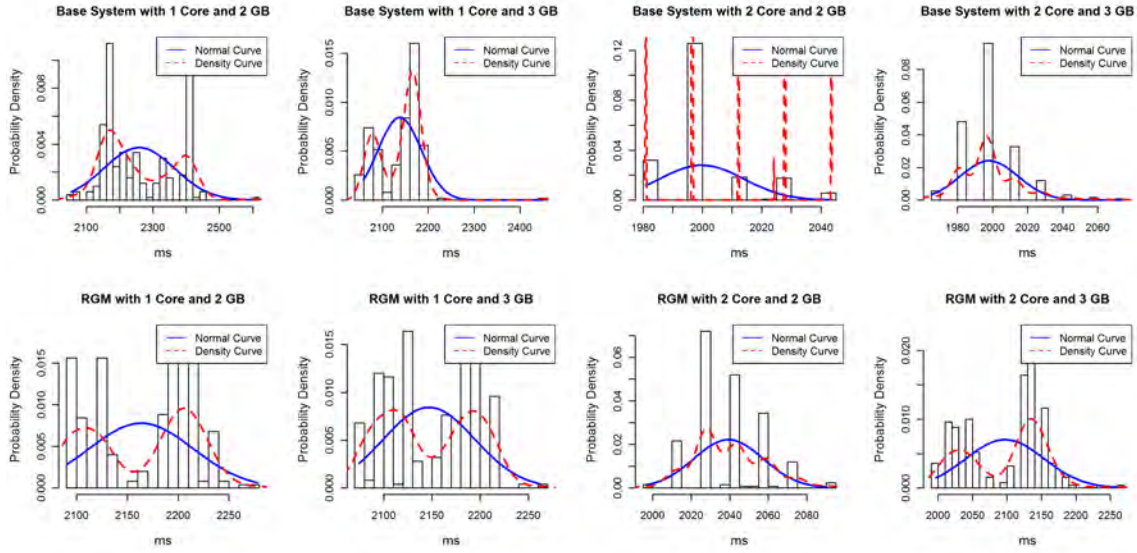 Base System with 1 Core and 2 GB
Probability Density
0.000 0.004 0.008
Normal Curve
Density Curve
2100 2300 2500
ms
Base System with 1 Core and 3 GB
Probability Density
0.000 0.005 0.010 0.015
Normal Curve
Density Curve
2100 2200 2300 2400
ms
Base System with 2 Core and 2 GB
Probability Density
0.00 0.04 0.08 0.12
Normal Curve
Density Curve
1980 2000 2020 2040
ms
Base System with 2 Core and 3 GB
Probability Density
0.00 0.02 0.04 0.06 0.08
Normal Curve
Density Curve
1980 2000 2020 2040 2060
ms
RGM with 1 Core and 2 GB
Probability Density
0.000 0.005 0.010 0.015
Normal Curve
Density Curve
2100 2150 2200 2250
ms
RGM with 1 Core and 3 GB
Probability Density
0.000 0.005 0.010 0.015
Normal Curve
Density Curve
2100 2150 2200 2250
ms
RGM with 2 Core and 2 GB
Probability Density
0.00 0.02 0.04 0.06
Normal Curve
Density Curve
2000 2020 2040 2060 2080
ms
RGM with 2 Core and 3 GB
Probability Density
0.000 0.005 0.010 0.020
Normal Curve
Density Curve
2000 2050 2100 2150 2200 2250
ms